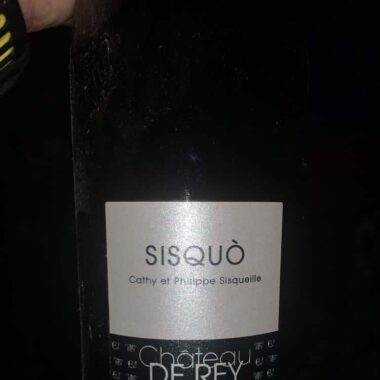 SISQUÒ
Cathy et Philippe Sisqueille
Château
DE REY